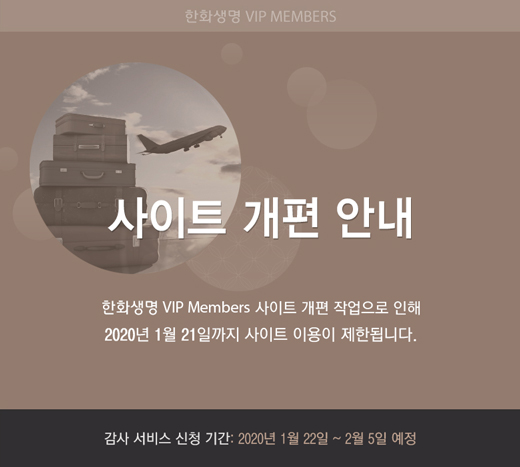 한화생명 VIP MEMBERS
사이트 개편 안내
한화생명 VIP Members 사이트 개편 작업으로 인해
2020년 1월 21일까지 사이트 이용이 제한됩니다.
감사 서비스 신청 기간: 2020년 1월 22일 ~ 2월 5일 예정